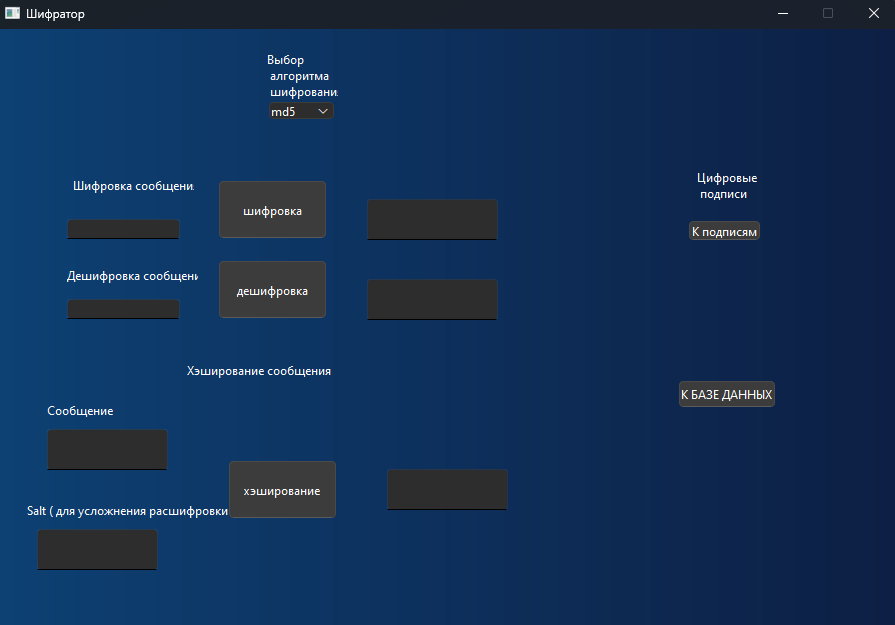 Шифратор
Выбор
алгоритма
шифровани
md5
Шифровка сообщени
шифровка
Цифровые
подписи
К подписям
Дешифровка сообщени
дешифровка
Хэширование сообщения
К БАЗЕ ДАННЫХ
Сообщение
хэширование
Salt ( для усложнения расшифровки